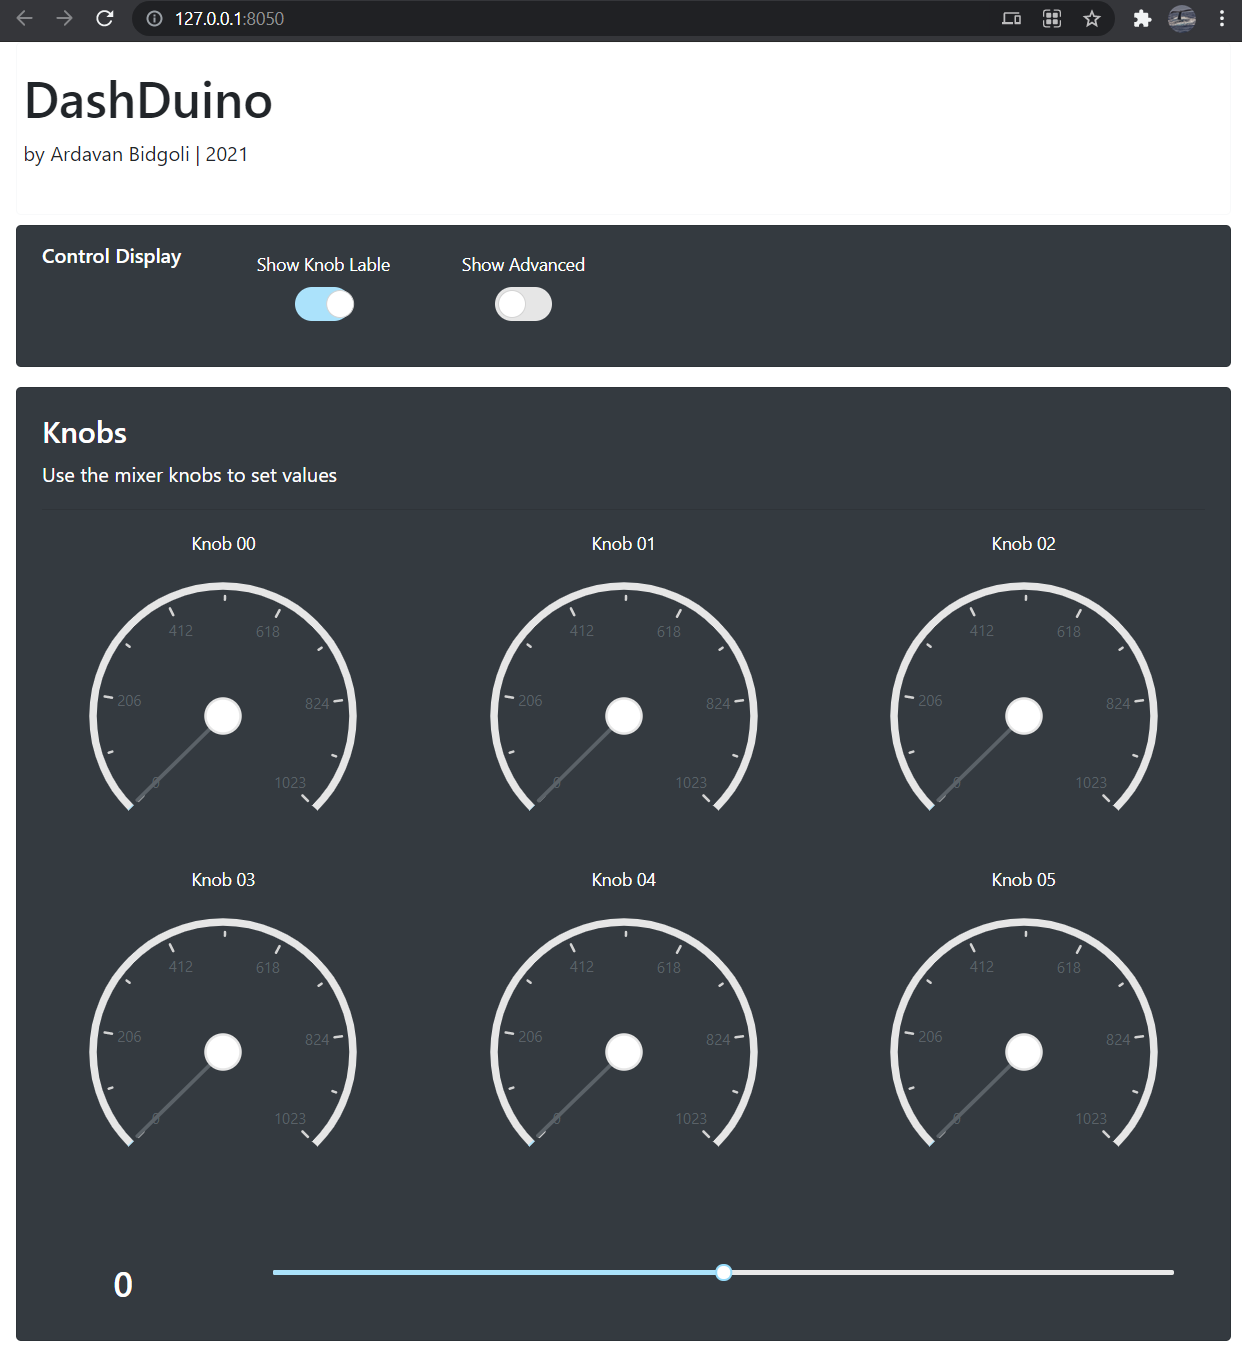 127.0.0.1:8050
DashDuino
by Ardavan Bidgoli | 2021
Control Display
Show Knob Lable
Show Advanced
Knobs
Use the mixer knobs to set values
Knob 00
Knob 01
Knob 02
412 618
412 618
412 618
206 824
206 824
206 824
0 1023
0 1023
0 1023
Knob 03
Knob 04
Knob 05
412 618
412 618
412 618
206 824
206 824
206 824
0 1023
0 1023
0 1023
0